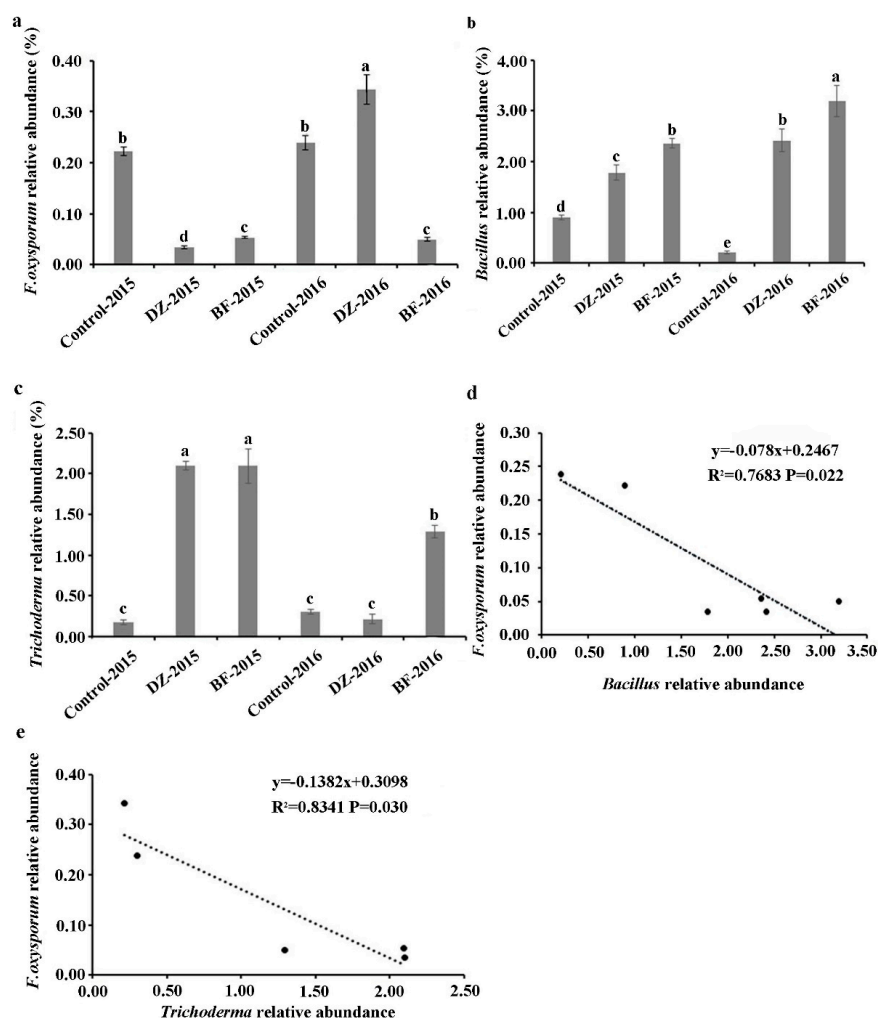 a
F.oxysporum relative abundance (%)
0.40
0.30
0.20
0.10
0.00
b
d
c
b
a
c
Control-2015
DZ-2015
BF-2015
Control-2016
DZ-2016
BF-2016
b
Bacillus relative abundance (%)
4.00
3.00
2.00
1.00
0.00
d
c
b
e
b
a
Control-2015
DZ-2015
BF-2015
Control-2016
DZ-2016
BF-2016
c
Trichoderma relative abundance (%)
2.50
2.00
1.50
1.00
0.50
0.00
c
a
a
c
c
b
Control-2015
DZ-2015
BF-2015
Control-2016
DZ-2016
BF-2016
d
F.oxysporum relative abundance
0.30
0.25
0.20
0.15
0.10
0.05
0.00
y=-0.078x+0.2467
R²=0.7683 P=0.022
0.00 0.50 1.00 1.50 2.00 2.50 3.00 3.50
Bacillus relative abundance
e
F.oxysporum relative abundance
0.40
0.30
0.20
0.10
0.00
y=-0.1382x+0.3098
R²=0.8341 P=0.030
0.00 0.50 1.00 1.50 2.00 2.50
Trichoderma relative abundance